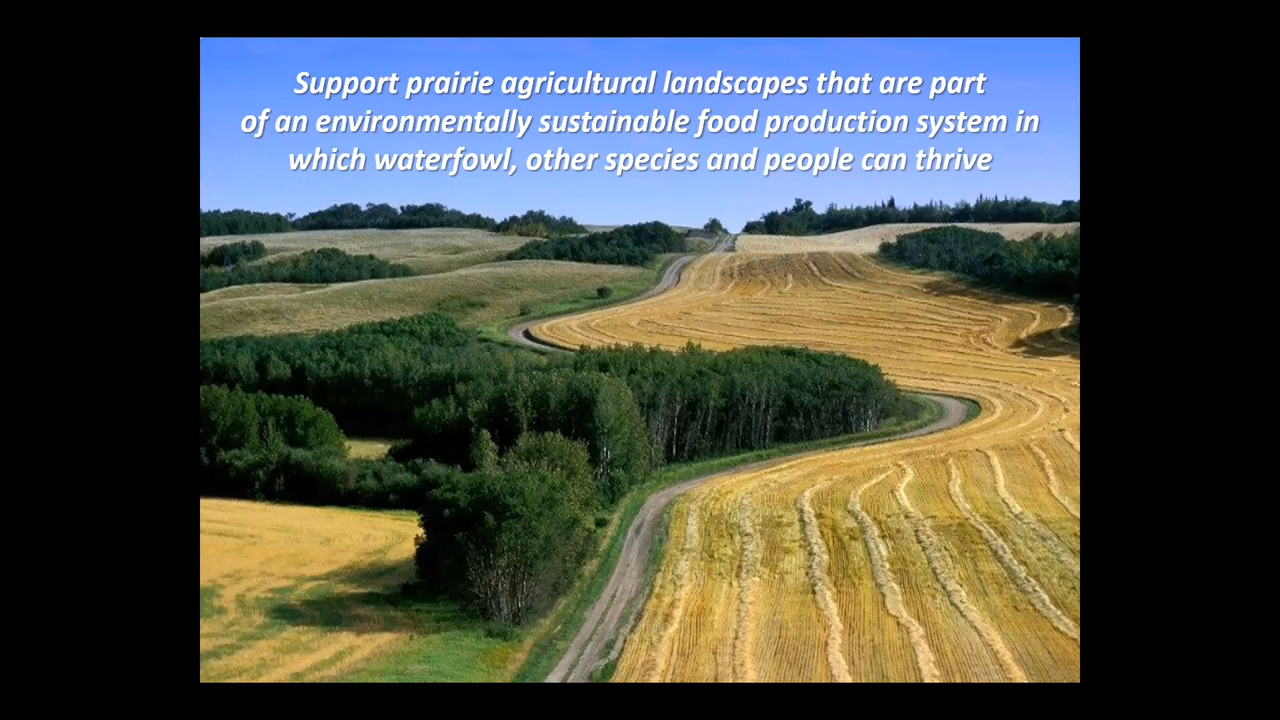 Support prairie agricultural landscapes that are part
of an environmentally sustainable food production system in
which waterfowl, other species and people can thrive